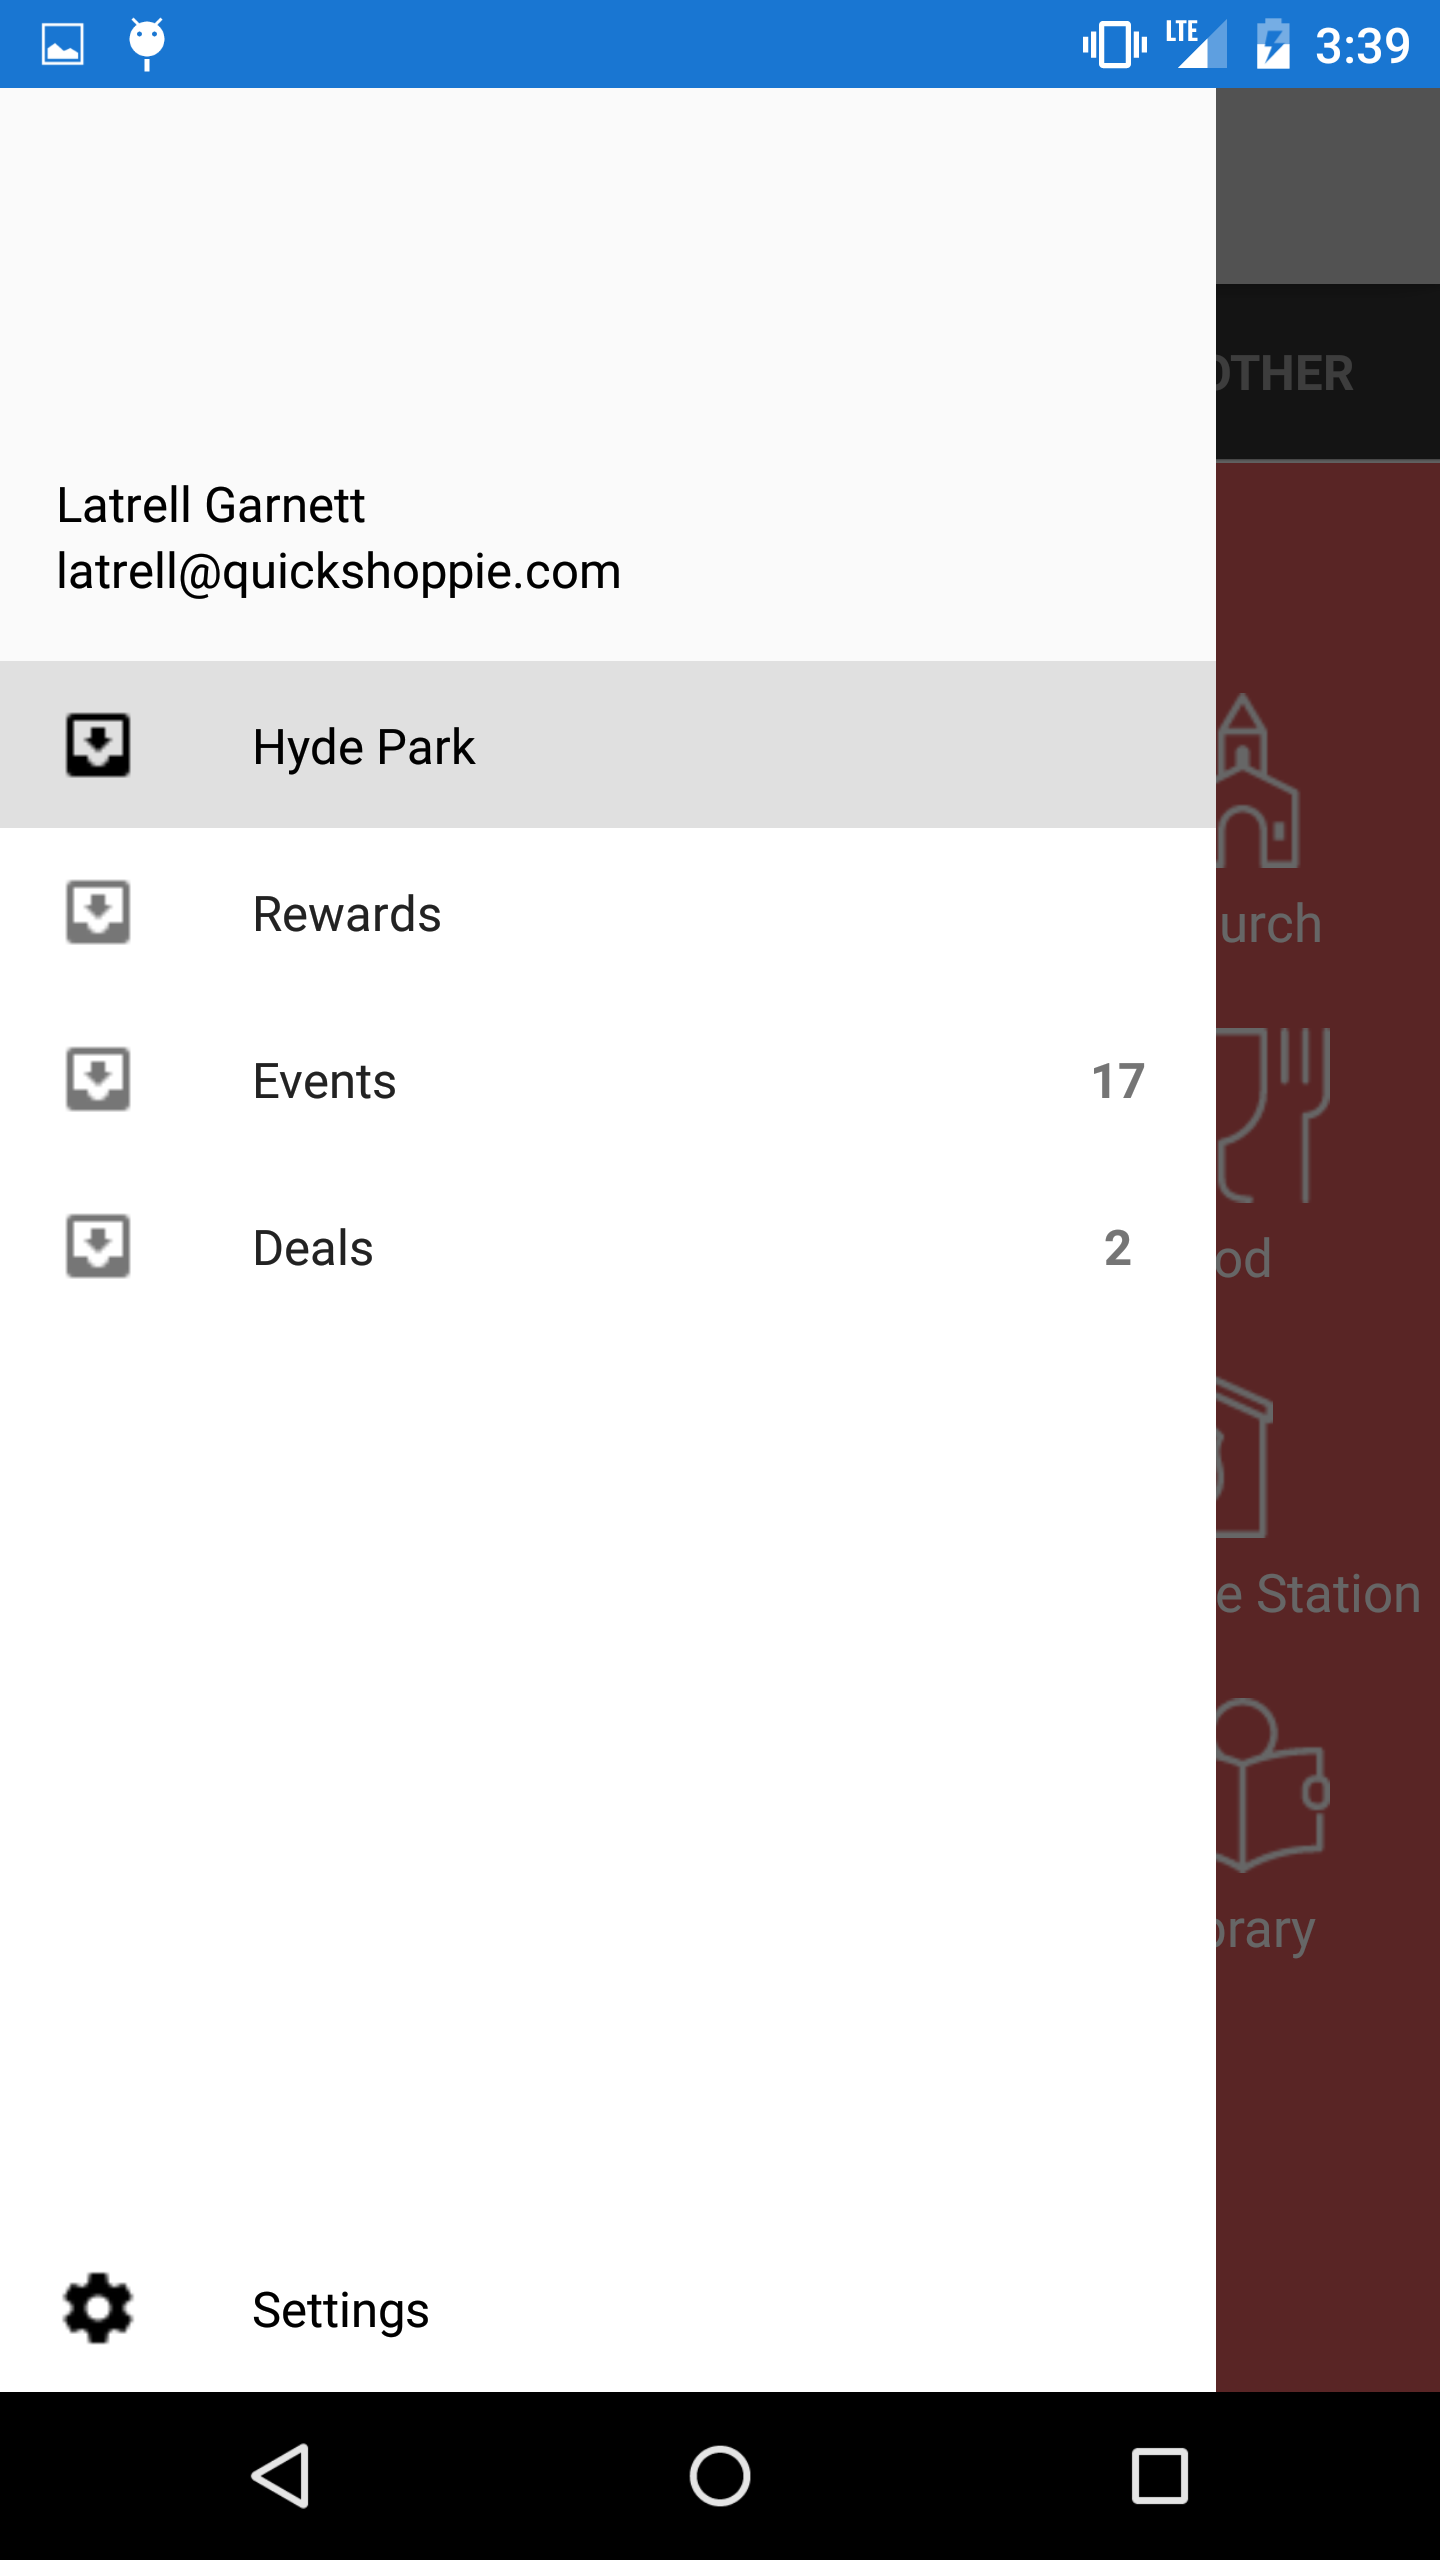 LTE 3:39
OTHER
Latrell Garnett
latrell@quickshoppie.com
Hyde Park
Rewards
urch
Events 17
Deals 2
od
e Station
brary
Settings